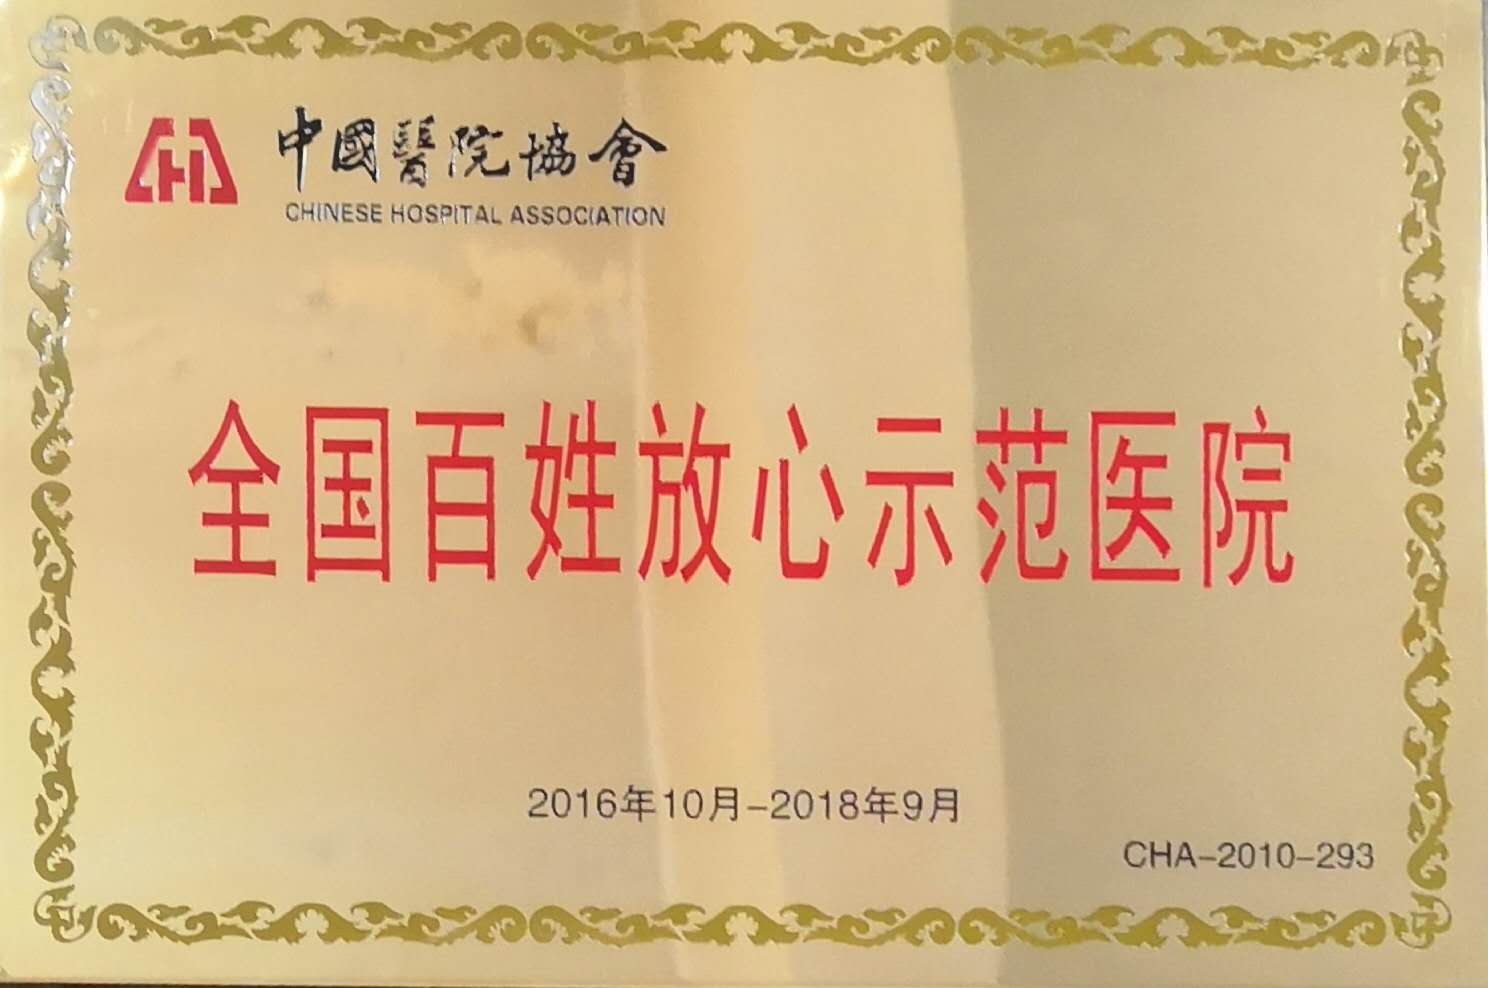 中國醫院協會
CHINESE HOSPITAL ASSOCIATION
全国百姓放心示范医院
2016年10月-2018年9月
CHA-2010-293